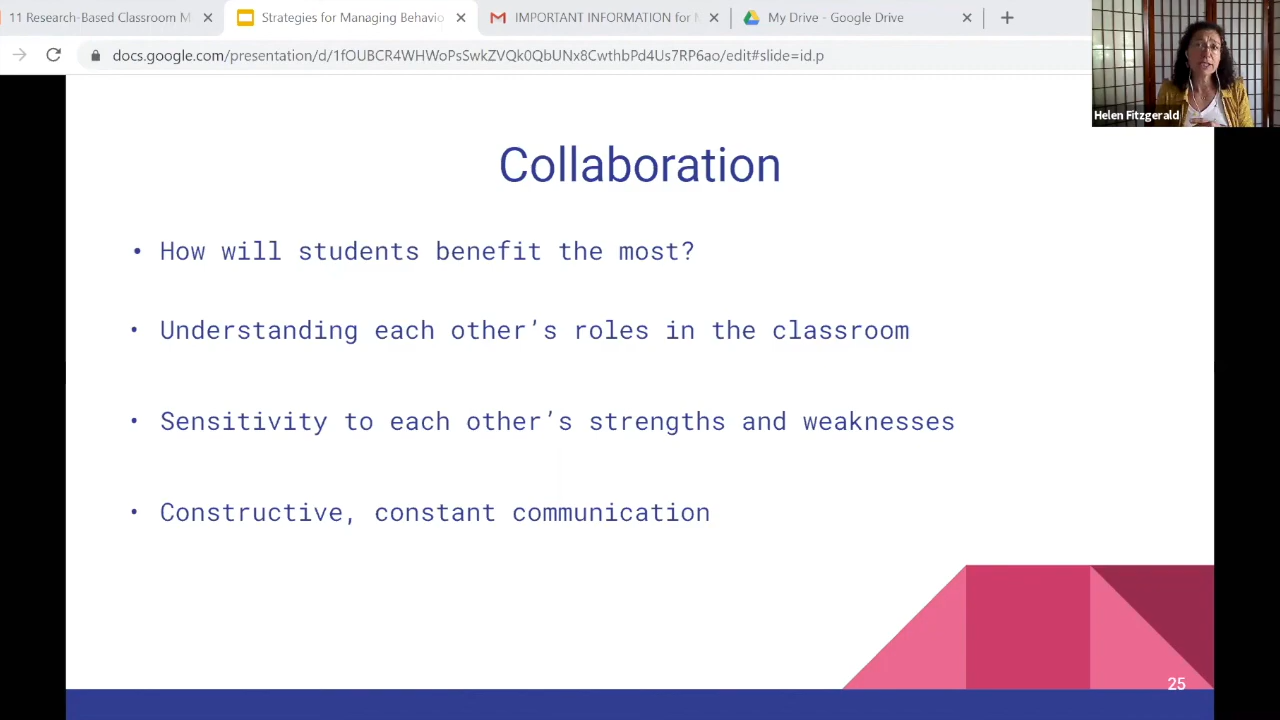 11 Research-Based Classroom M
Strategies for Managing Behavio
IMPORTANT INFORMATION for M
My Drive - Google Drive
docs.google.com/presentation/d/1fOUBCR4WHWoPsSwkZVQk0QbUNx8CwthbPd4Us7RP6ao/edit#slide=id.p
Helen Fitzgerald
Collaboration
• How will students benefit the most?
• Understanding each other’s roles in the classroom
• Sensitivity to each other’s strengths and weaknesses
• Constructive, constant communication
25